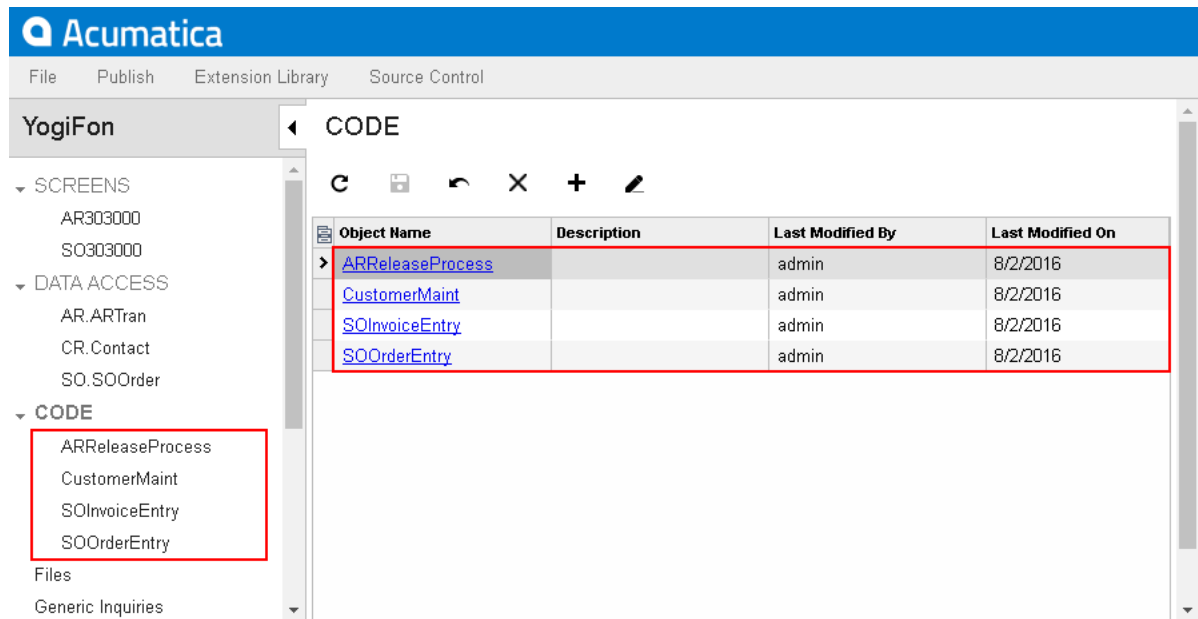 Acumatica
File Publish Extension Library Source Control
YogiFon
SCREENS
AR303000
SO303000
DATA ACCESS
AR.ARTran
CR.Contact
SO.SOOrder
CODE
ARReleaseProcess
CustomerMaint
SOInvoiceEntry
SOOrderEntry
Files
Generic Inquiries
CODE
Object Name Description Last Modified By Last Modified On
ARReleaseProcess admin 8/2/2016
CustomerMaint admin 8/2/2016
SOInvoiceEntry admin 8/2/2016
SOOrderEntry admin 8/2/2016